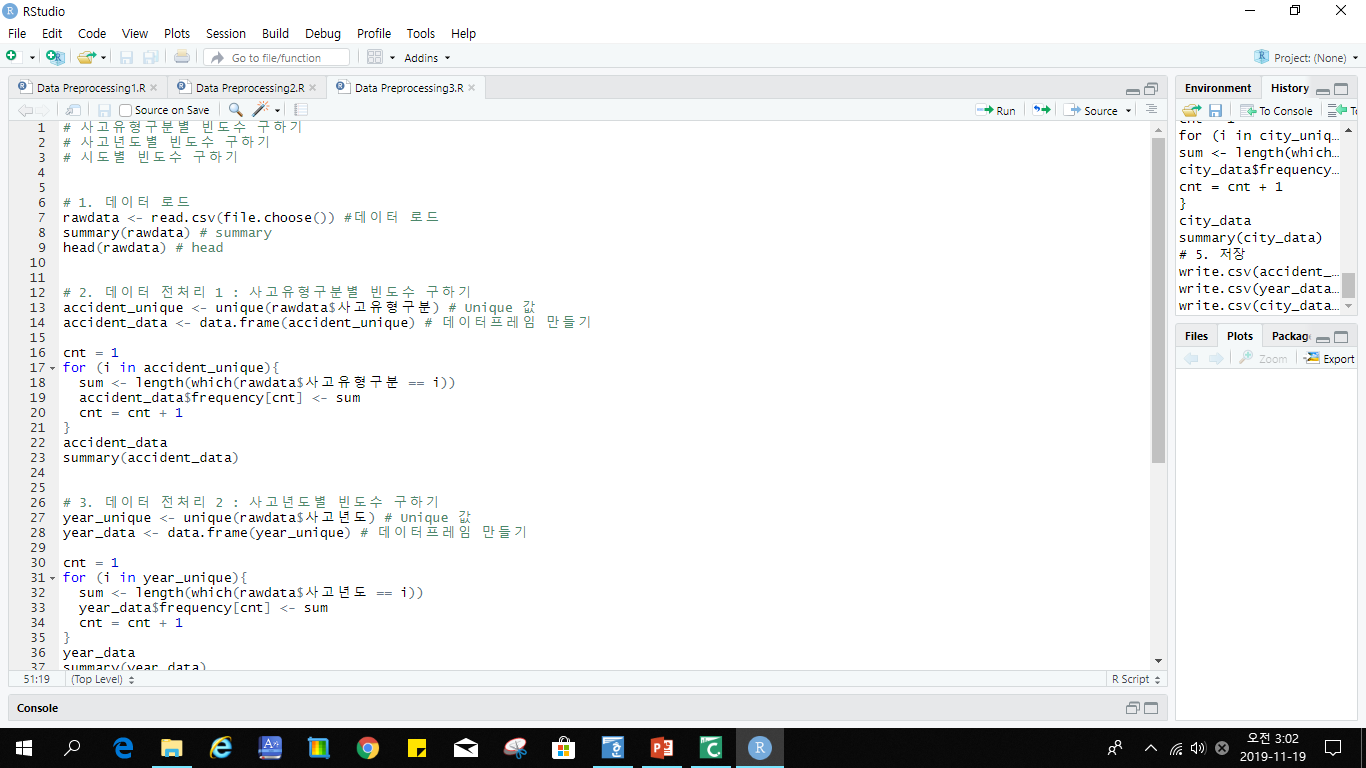 RStudio
File Edit Code View Plots Session Build Debug Profile Tools Help
Go to file/function Addins Project: (None)
Data Preprocessing1.R Data Preprocessing2.R Data Preprocessing3.R
Source on Save Run Source
1 # 사고유형구분별 빈도수 구하기
2 # 사고년도별 빈도수 구하기
3 # 시도별 빈도수 구하기
4
5
6 # 1. 데이터 로드
7 rawdata <- read.csv(file.choose()) #데이터 로드
8 summary(rawdata) # summary
9 head(rawdata) # head
10
11
12 # 2. 데이터 전처리 1 : 사고유형구분별 빈도수 구하기
13 accident_unique <- unique(rawdata$사고유형구분) # Unique 값
14 accident_data <- data.frame(accident_unique) # 데이터프레임 만들기
15
16 cnt = 1
17 for (i in accident_unique){
18 sum <- length(which(rawdata$사고유형구분 == i))
19 accident_data$frequency[cnt] <- sum
20 cnt = cnt + 1
21 }
22 accident_data
23 summary(accident_data)
24
25
26 # 3. 데이터 전처리 2 : 사고년도별 빈도수 구하기
27 year_unique <- unique(rawdata$사고년도) # Unique 값
28 year_data <- data.frame(year_unique) # 데이터프레임 만들기
29
30 cnt = 1
31 for (i in year_unique){
32 sum <- length(which(rawdata$사고년도 == i))
33 year_data$frequency[cnt] <- sum
34 cnt = cnt + 1
35 }
36 year_data
37 summary(year_data)
51:19 (Top Level) R Script
Console
Environment History
To Console
for (i in city_uniq…
sum <- length(which…
city_data$frequency…
cnt = cnt + 1
}
city_data
summary(city_data)
# 5. 저장
write.csv(accident_…
write.csv(year_data…
write.csv(city_data…
Files Plots Packag
Zoom Export
오전 3:02
2019-11-19